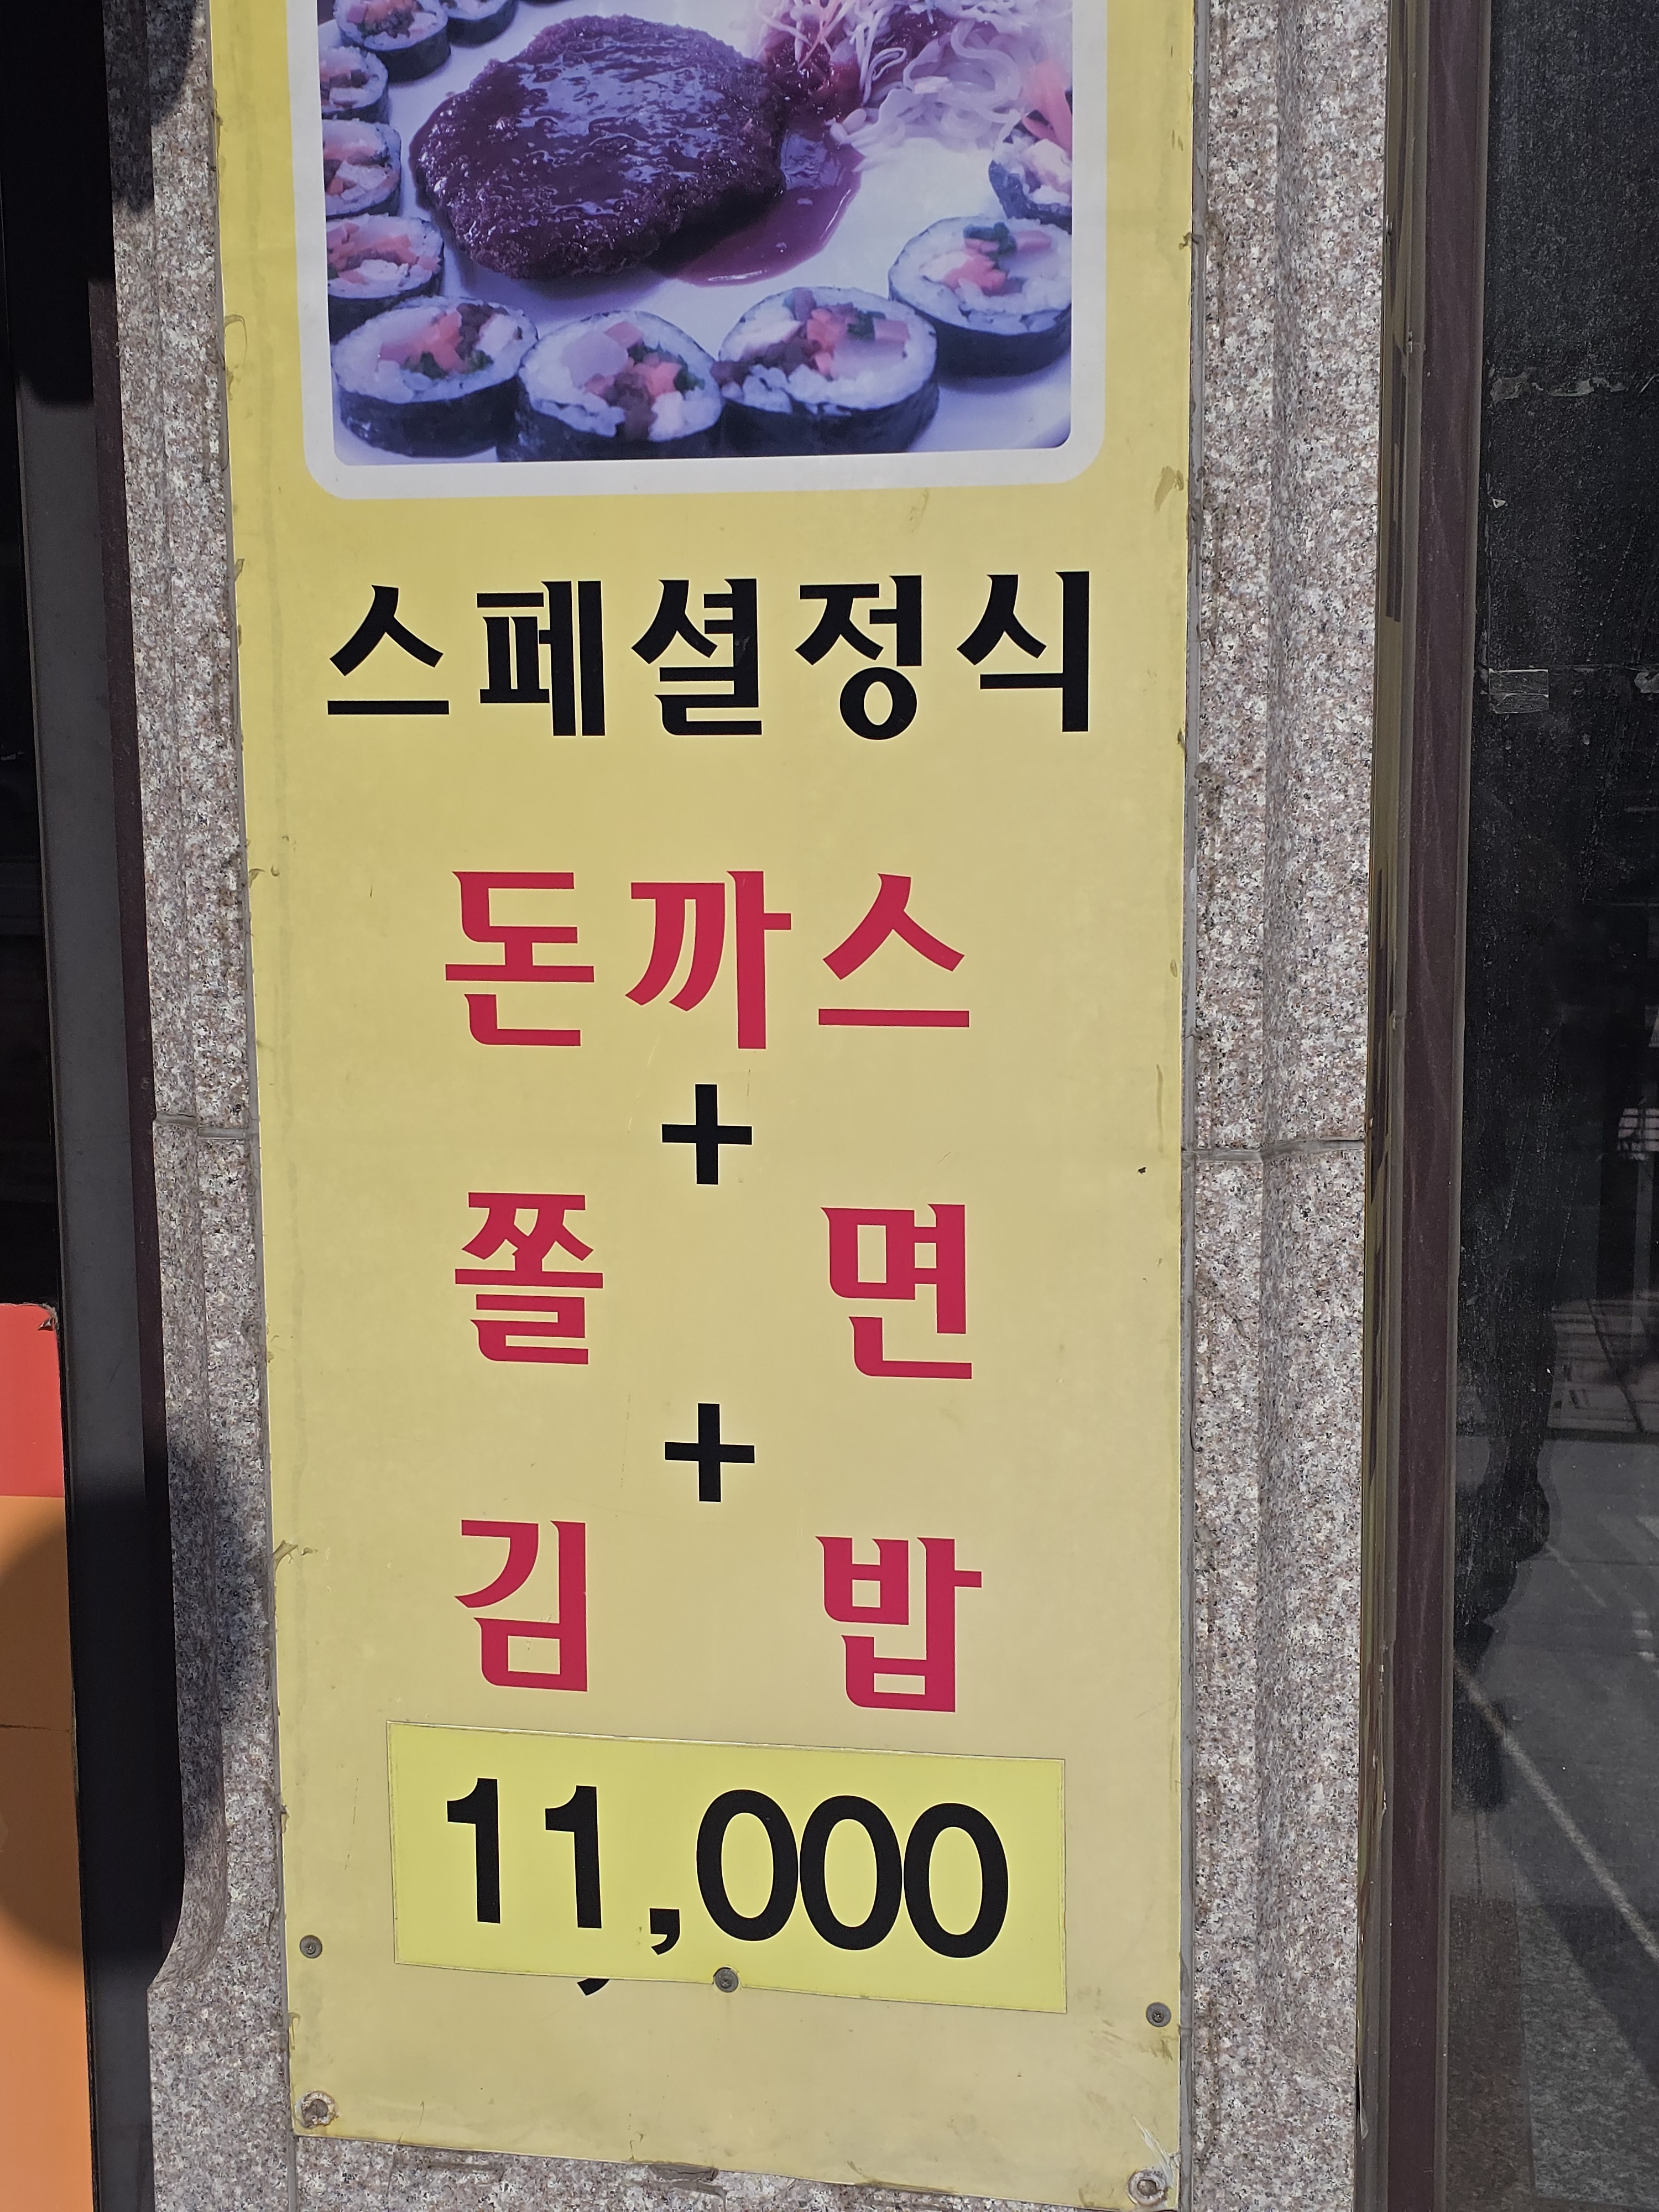 스페셜정식
돈까스
+
쫄 면
+
김 밥
11,000